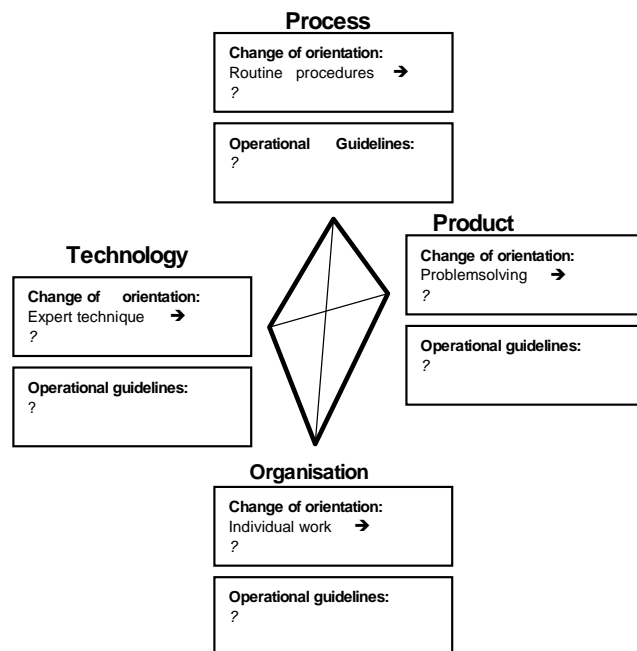 Process
Change of orientation:
Routine procedures ➔
?
Operational Guidelines:
?
Product
Change of orientation:
Problemsolving ➔
?
Operational guidelines:
?
Technology
Change of orientation:
Expert technique ➔
?
Operational guidelines:
?
Organisation
Change of orientation:
Individual work ➔
?
Operational guidelines:
?